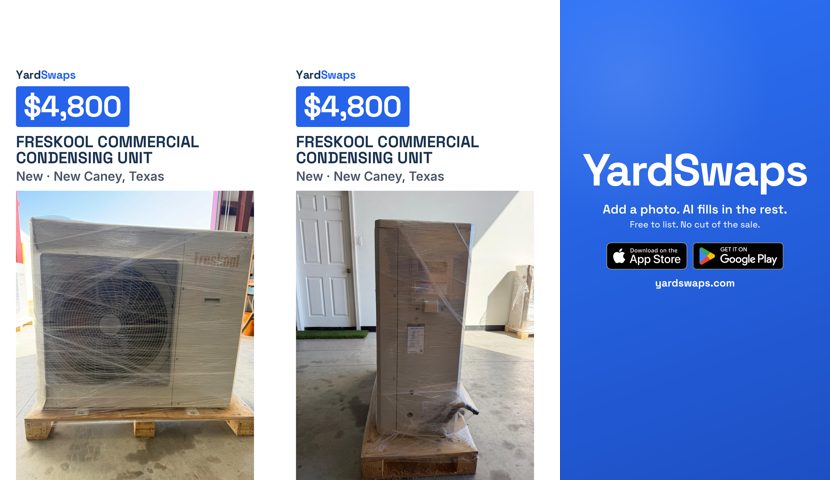 YardSwaps
$4,800
FRESKOOL COMMERCIAL
CONDENSING UNIT
New · New Caney, Texas
Freskool
YardSwaps
$4,800
FRESKOOL COMMERCIAL
CONDENSING UNIT
New · New Caney, Texas
YardSwaps
Add a photo. AI fills in the rest.
Free to list. No cut of the sale.
Download on the
App Store
GET IT ON
Google Play
yardswaps.com